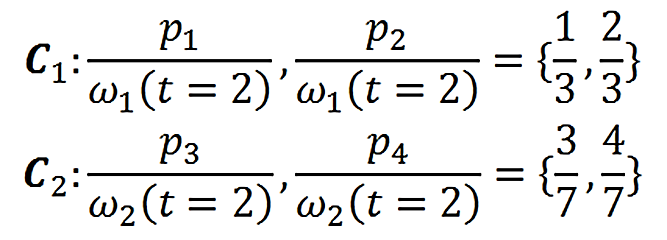 C₁: p₁/ω₁(t = 2), p₂/ω₁(t = 2) = {1/3, 2/3}
C₂: p₃/ω₂(t = 2), p₄/ω₂(t = 2) = {3/7, 4/7}